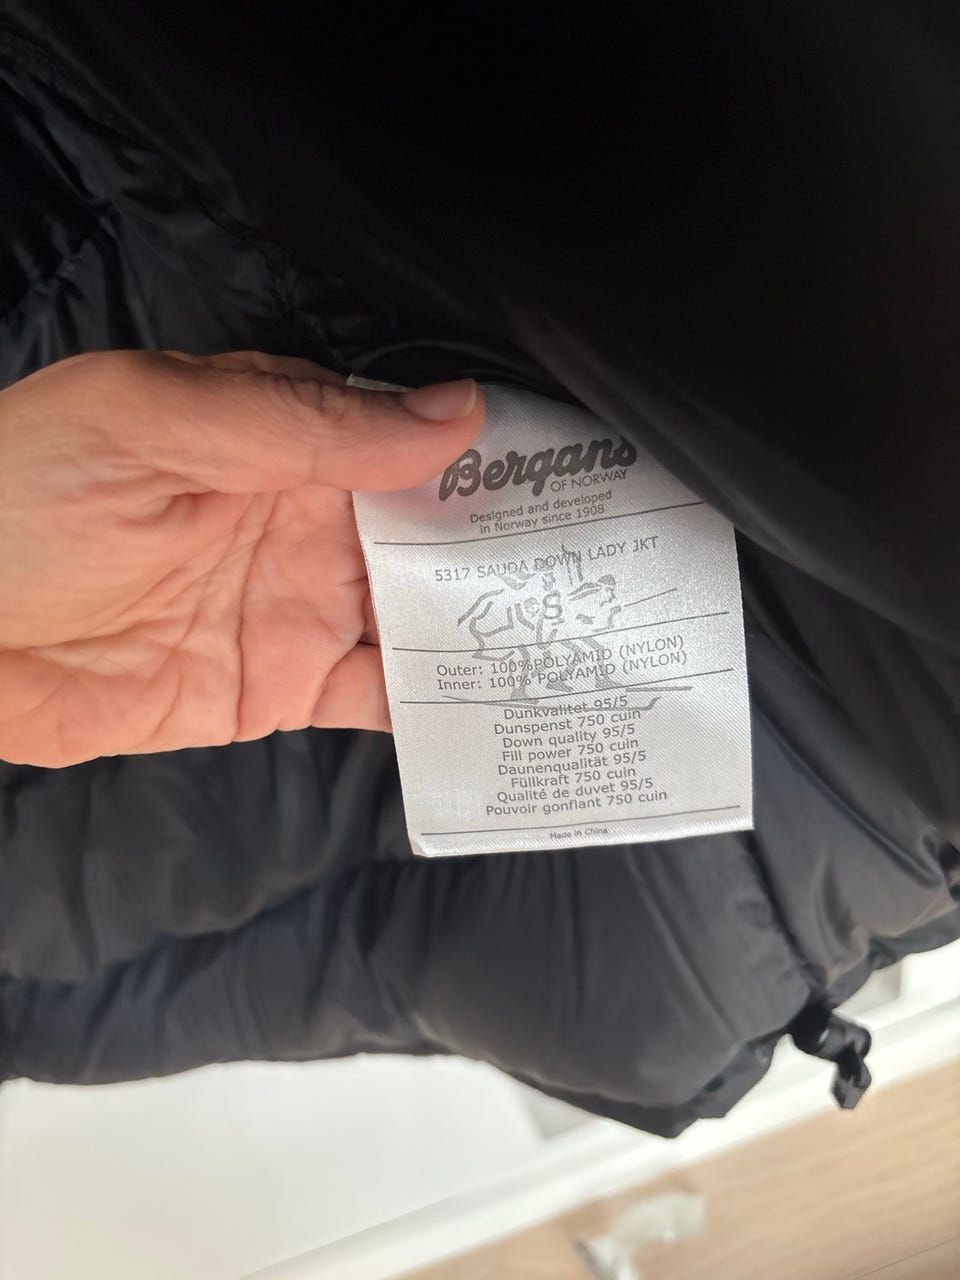 Bergans
OF NORWAY
Designed and developed
in Norway since 1908
5317 SAUDA DOWN LADY JKT
S
Outer: 100%POLYAMID (NYLON)
Inner: 100% POLYAMID (NYLON)
Dunkvalitet 95/5
Dunspenst 750 cuin
Down quality 95/5
Fill power 750 cuin
Daunenqualität 95/5
Füllkraft 750 cuin
Qualité de duvet 95/5
Pouvoir gonflant 750 cuin
Made in China